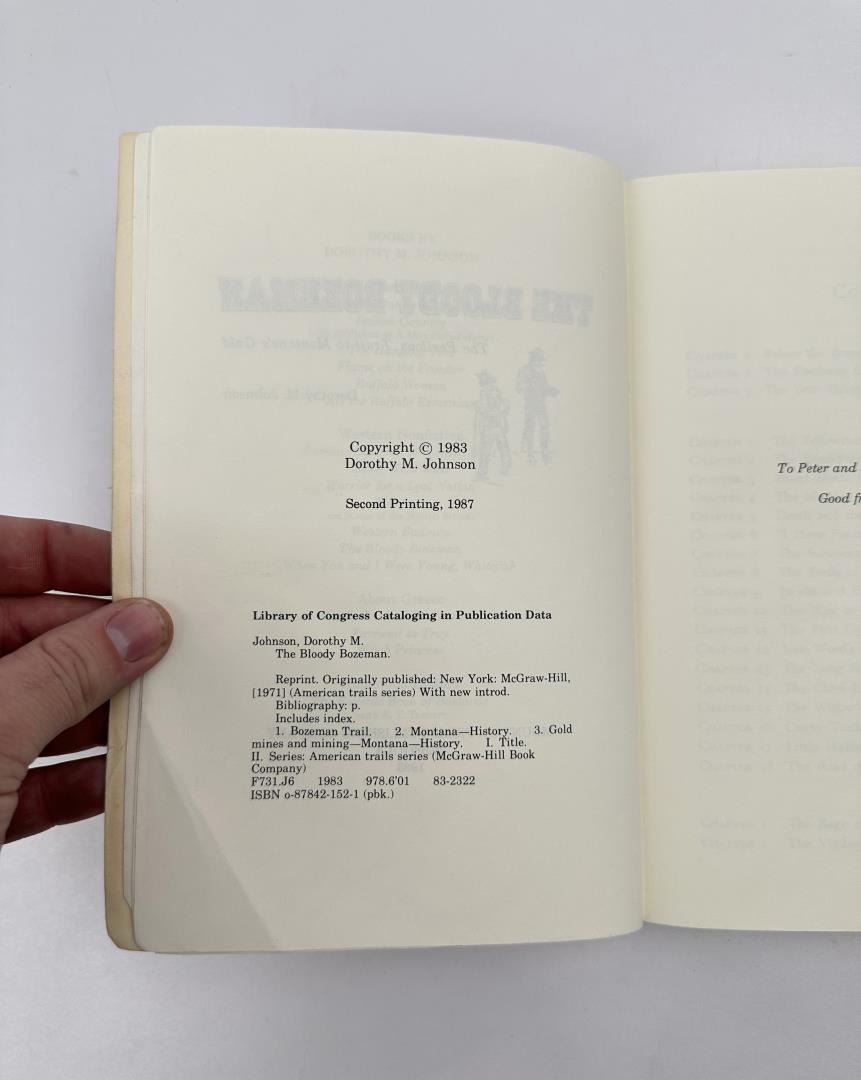 Copyright © 1983
Dorothy M. Johnson
Second Printing, 1987
Library of Congress Cataloging in Publication Data
Johnson, Dorothy M.
The Bloody Bozeman.
Reprint. Originally published: New York: McGraw-Hill,
[1971] (American trails series) With new introd.
Bibliography: p.
Includes index.
1. Bozeman Trail. 2. Montana—History. 3. Gold
mines and mining—Montana—History. I. Title.
II. Series: American trails series (McGraw-Hill Book
Company)
F731.J6 1983 978.6'01 83-2322
ISBN 0-87842-152-1 (pbk.)
To Peter and
Good